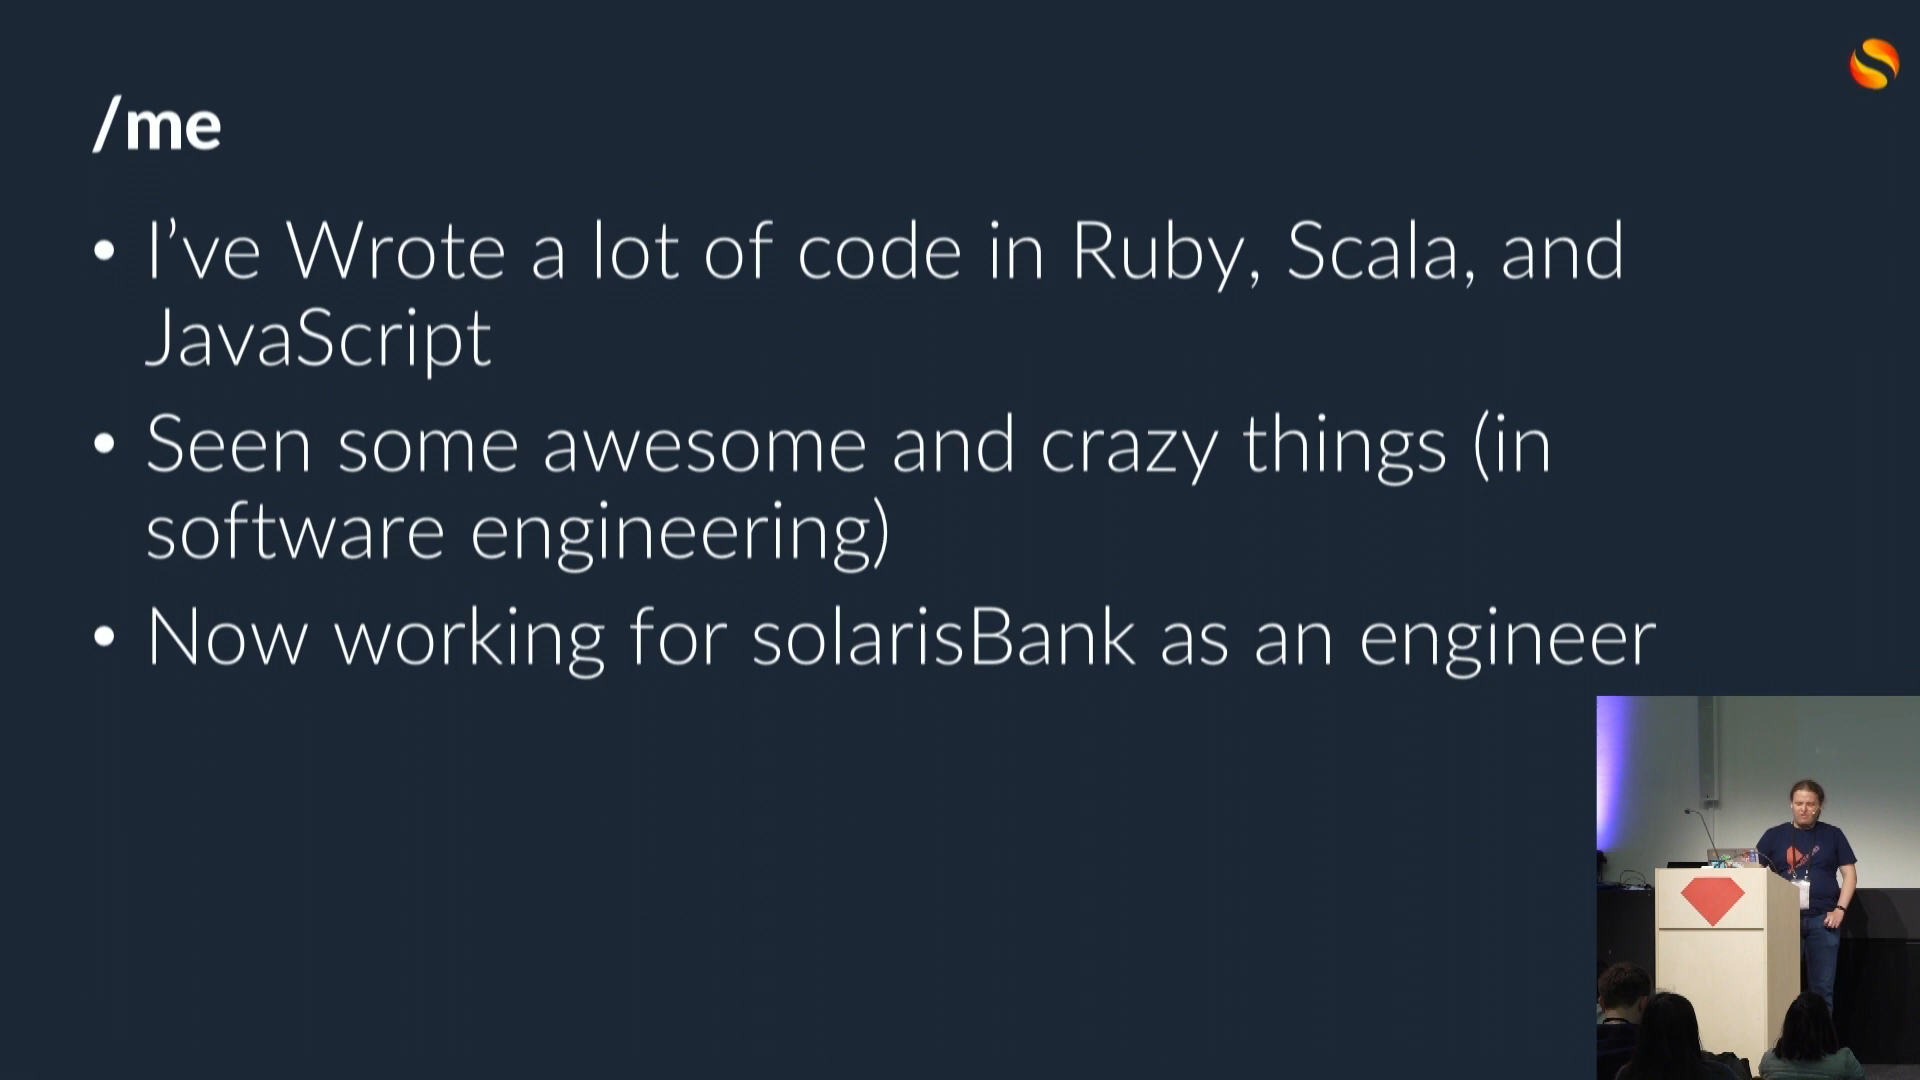 /me
• I’ve Wrote a lot of code in Ruby, Scala, and
JavaScript
• Seen some awesome and crazy things (in
software engineering)
• Now working for solarisBank as an engineer